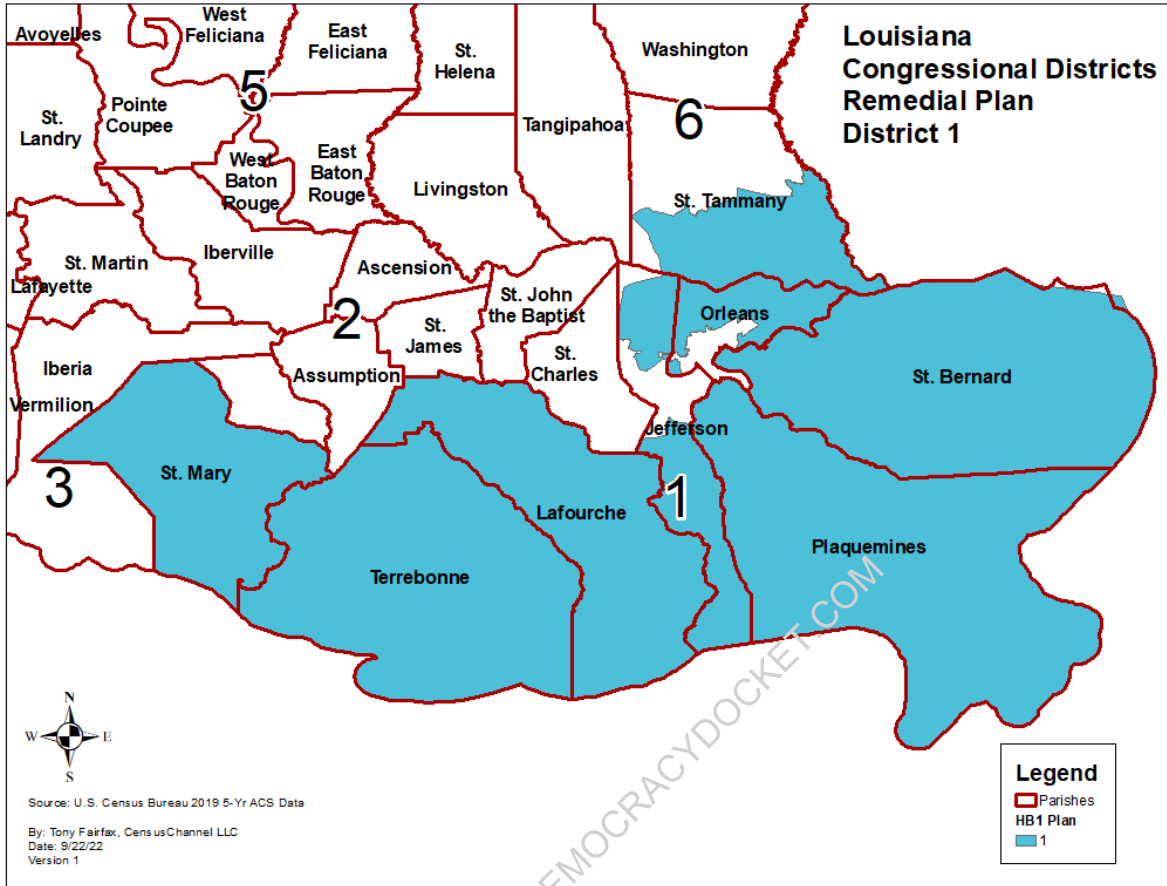 Louisiana
Congressional Districts
Remedial Plan
District 1
Avoyelles
West
Feliciana
East
Feliciana
St.
Helena
Washington
5
6
St.
Landry
Pointe
Coupee
Tangipahoa
West
Baton
Rouge
East
Baton
Rouge
Livingston
St. Tammany
St. Martin
Iberville
Ascension
Lafayette
St. John
the Baptist
Orleans
2
St.
James
St.
Charles
Iberia
Assumption
St. Bernard
Vermilion
Jefferson
3
St. Mary
1
Lafourche
Plaquemines
Terrebonne
DEMOCRACYDOCKET.COM
N
W
E
S
Source: U.S. Census Bureau 2019 5-Yr ACS Data
By: Tony Fairfax, CensusChannel LLC
Date: 9/22/22
Version 1
Legend
Parishes
HB1 Plan
1